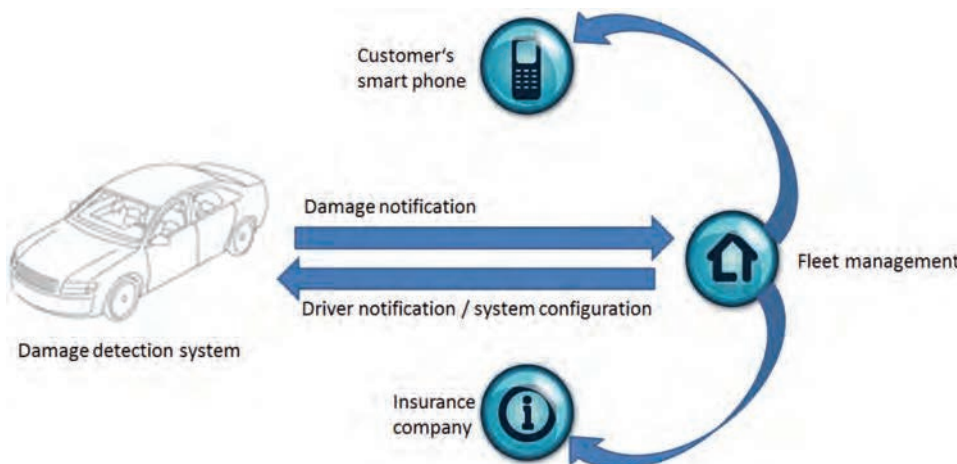 Customer‘s
smart phone
Damage notification
Fleet management
Driver notification / system configuration
Damage detection system
Insurance
company